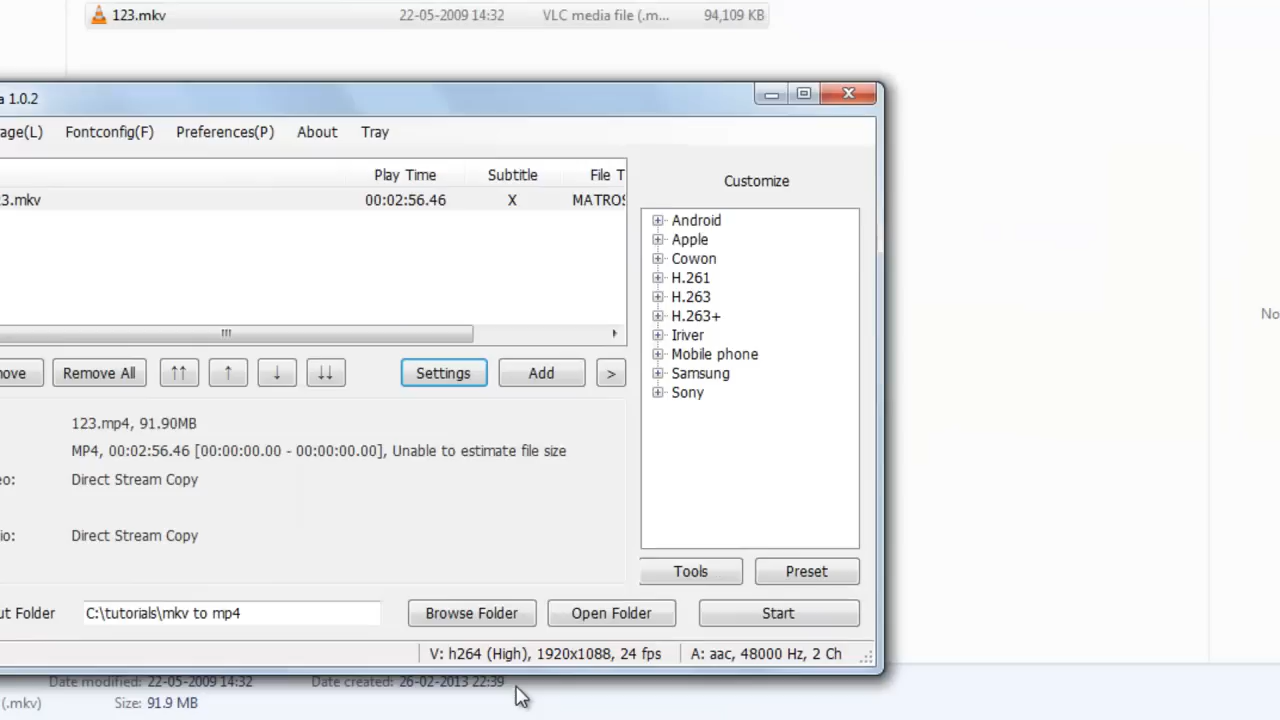 123.mkv 22-05-2009 14:32 VLC media file (.m... 94,109 KB
a 1.0.2
age(L) Fontconfig(F) Preferences(P) About Tray
Play Time Subtitle File T
3.mkv 00:02:56.46 X MATROS
Customize
Android
Apple
Cowon
H.261
H.263
H.263+
Iriver
Mobile phone
Samsung
Sony
No
ove Remove All ↑↑ ↑ ↓ ↓↓ Settings Add >
123.mp4, 91.90MB
MP4, 00:02:56.46 [00:00:00.00 - 00:00:00.00], Unable to estimate file size
eo: Direct Stream Copy
io: Direct Stream Copy
Tools Preset
ut Folder C:\tutorials\mkv to mp4 Browse Folder Open Folder Start
V: h264 (High), 1920x1088, 24 fps A: aac, 48000 Hz, 2 Ch
Date modified: 22-05-2009 14:32 Date created: 26-02-2013 22:39
(.mkv) Size: 91.9 MB